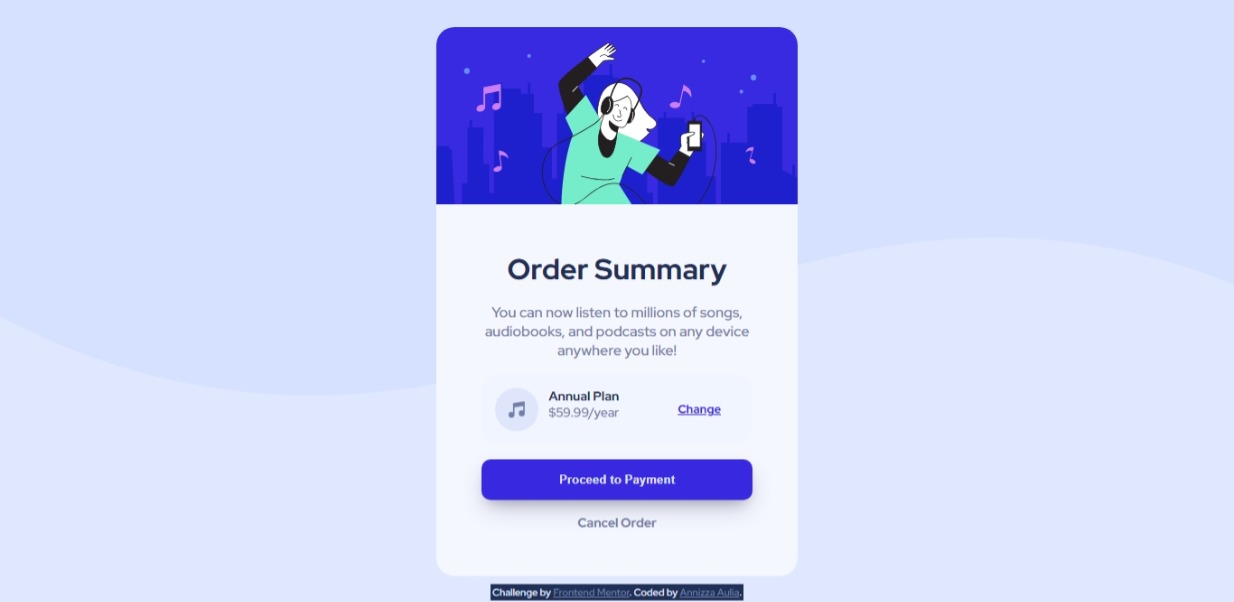 Order Summary
You can now listen to millions of songs,
audiobooks, and podcasts on any device
anywhere you like!
Annual Plan
$59.99/year
Change
Proceed to Payment
Cancel Order
Challenge by Frontend Mentor. Coded by Annizza Aulia.